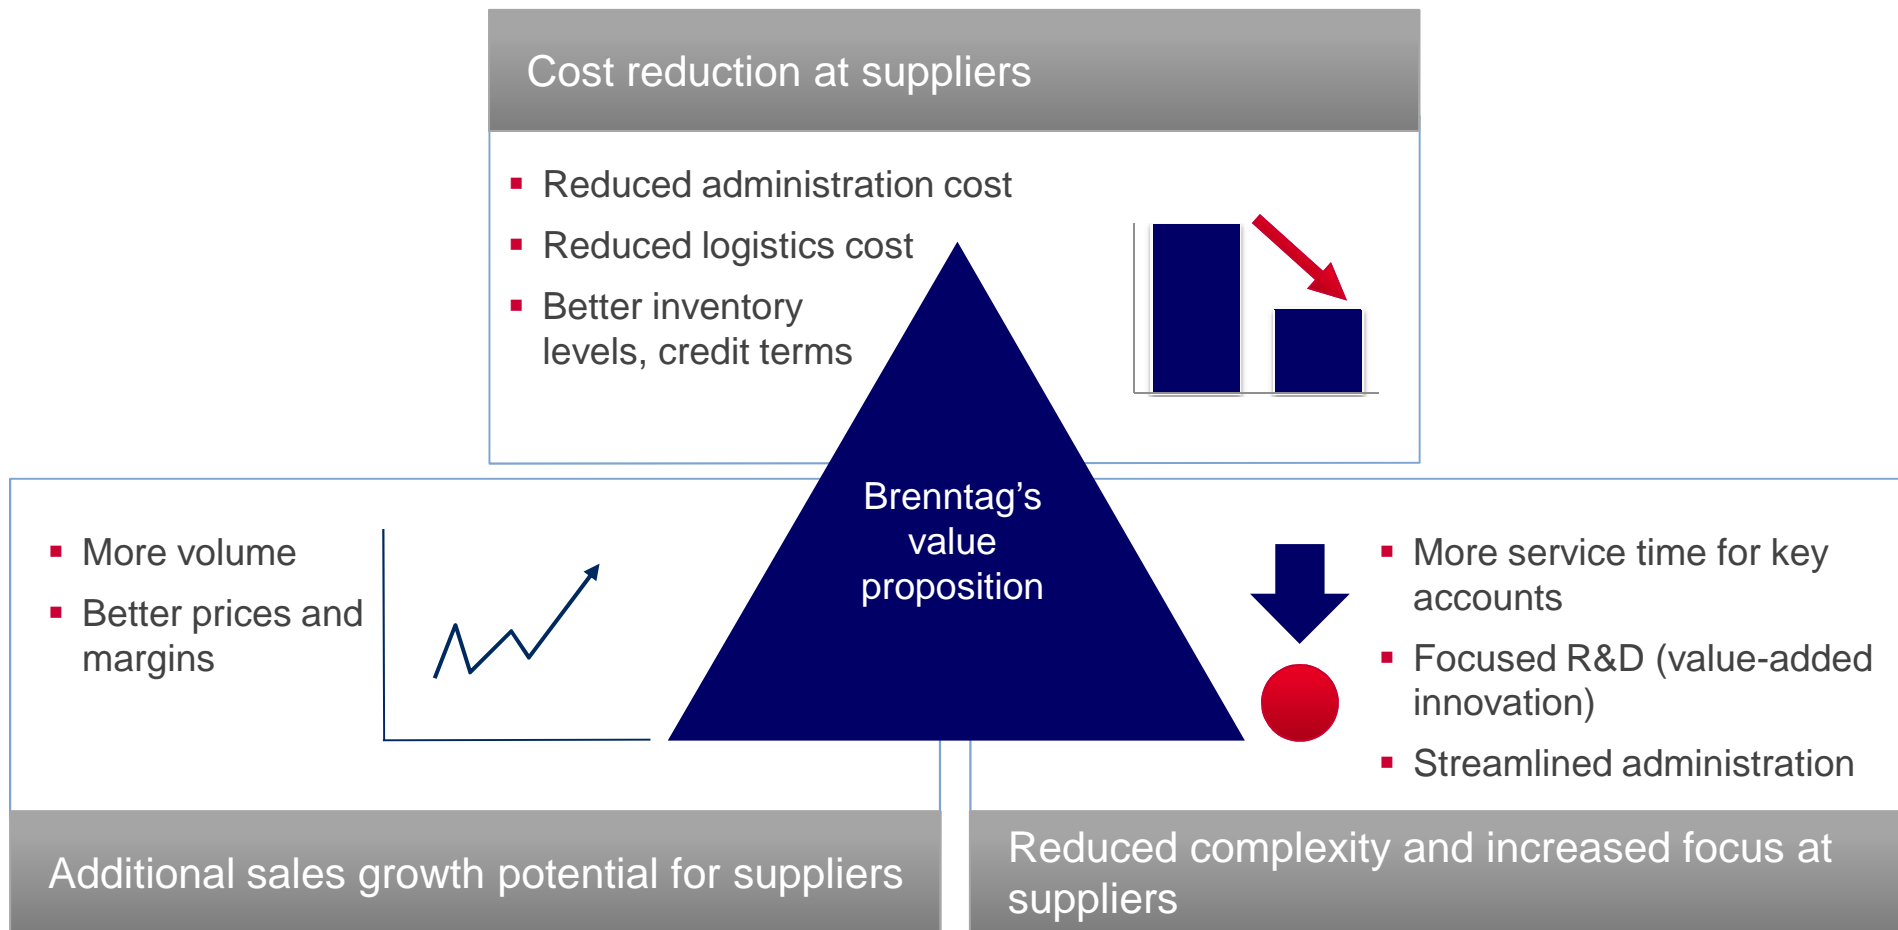 Cost reduction at suppliers
▪ Reduced administration cost
▪ Reduced logistics cost
▪ Better inventory
levels, credit terms
Brenntag’s
value
proposition
▪ More volume
▪ Better prices and
margins
Additional sales growth potential for suppliers
▪ More service time for key
accounts
▪ Focused R&D (value-added
innovation)
▪ Streamlined administration
Reduced complexity and increased focus at
suppliers